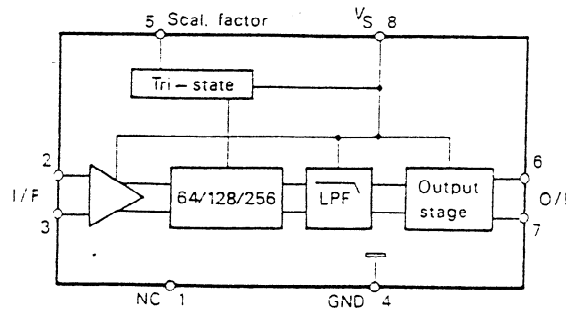 5 Scal. factor
VS 8
Tri-state
2
6
I/F
64/128/256
LPF
Output
stage
3
7
NC 1
GND 4